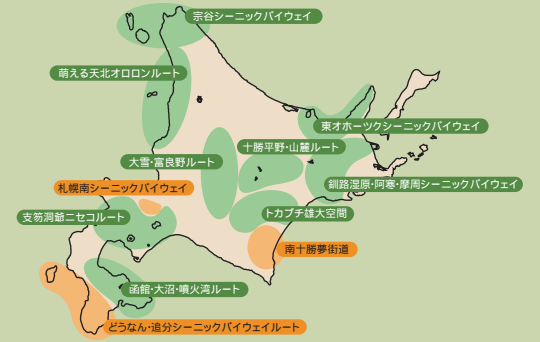 宗谷シーニックバイウェイ
萌える天北オロロンルート
東オホーツクシーニックバイウェイ
十勝平野・山麓ルート
大雪・富良野ルート
釧路湿原・阿寒・摩周シーニックバイウェイ
札幌南シーニックバイウェイ
支笏洞爺ニセコルート
トカプチ雄大空間
南十勝夢街道
函館・大沼・噴火湾ルート
どうなん・追分シーニックバイウェイルート